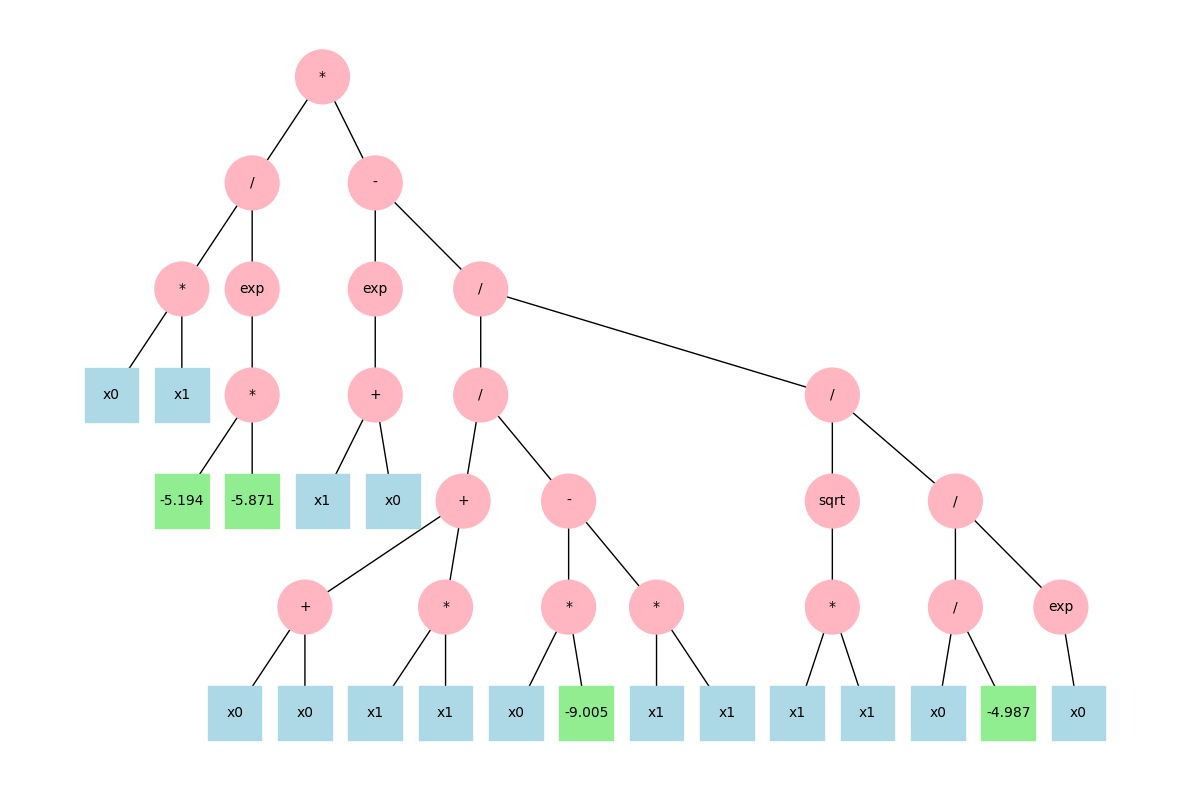 *
/ -
* exp exp /
x0 x1 * + / /
-5.194 -5.871 x1 x0 + - sqrt /
+ * * * * / exp
x0 x0 x1 x1 x0 -9.005 x1 x1 x1 x1 x0 -4.987 x0